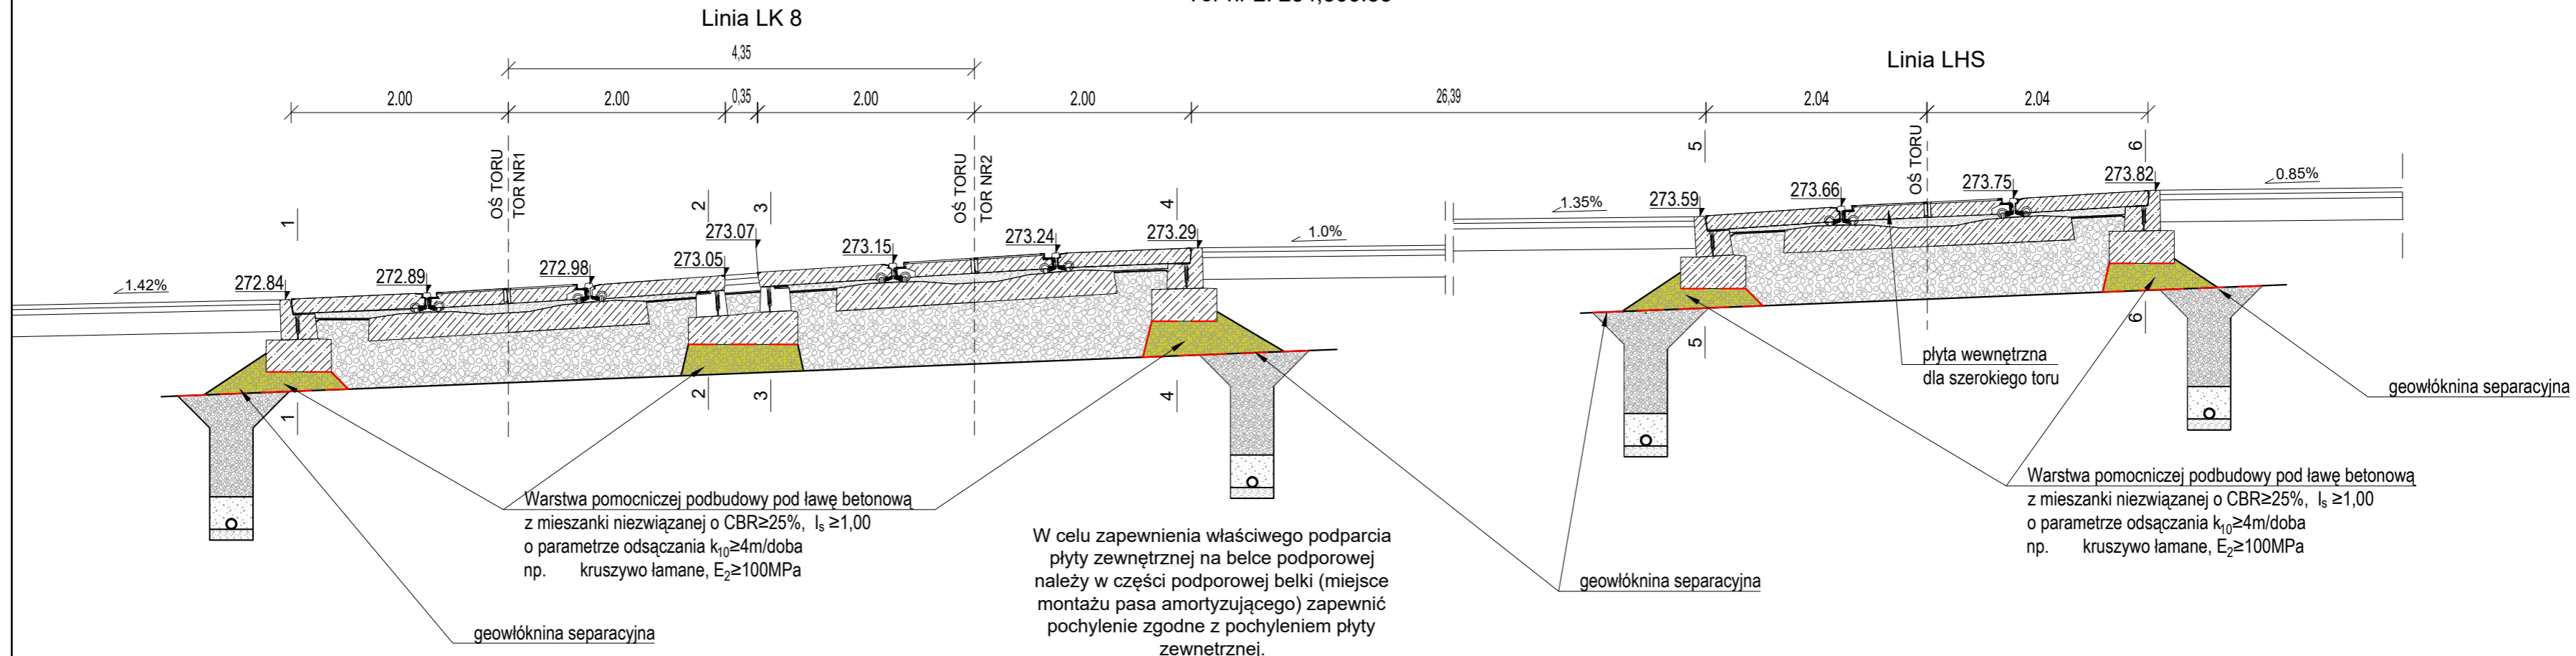 Linia LK 8
4,35
2.00
2.00
0,35
2.00
2.00
26,39
Linia LHS
2.04
2.04
OŚ TORU
TOR NR1
OŚ TORU
TOR NR2
OŚ TORU
1
2
3
4
5
6
1.42%
272.84
272.89
272.98
273.05
273.07
273.15
273.24
273.29
1.0%
1.35%
273.59
273.66
273.75
273.82
0.85%
1
2
3
4
5
6
płyta wewnętrzna
dla szerokiego toru
geowłóknina separacyjna
Warstwa pomocniczej podbudowy pod ławę betonową
z mieszanki niezwiązanej o CBR≥25%, Is ≥1,00
o parametrze odsączania k10≥4m/doba
np. kruszywo łamane, E2≥100MPa
geowłóknina separacyjna
W celu zapewnienia właściwego podparcia
płyty zewnętrznej na belce podporowej
należy w części podporowej belki (miejsce
montażu pasa amortyzującego) zapewnić
pochylenie zgodne z pochyleniem płyty
zewnetrznej.
geowłóknina separacyjna
Warstwa pomocniczej podbudowy pod ławę betonową
z mieszanki niezwiązanej o CBR≥25%, Is ≥1,00
o parametrze odsączania k10≥4m/doba
np. kruszywo łamane, E2≥100MPa